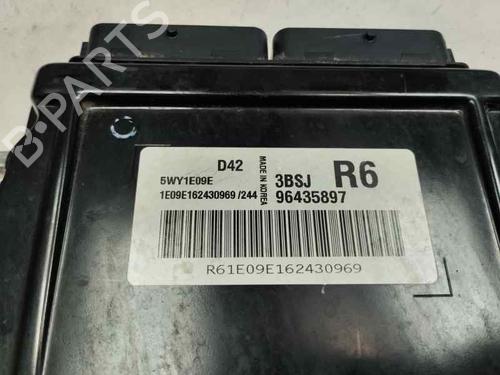 B-PARTS
D42
5WY1E09E
1E09E162430969 /244
MADE IN KOREA
3BSJ R6
96435897
R61E09E162430969